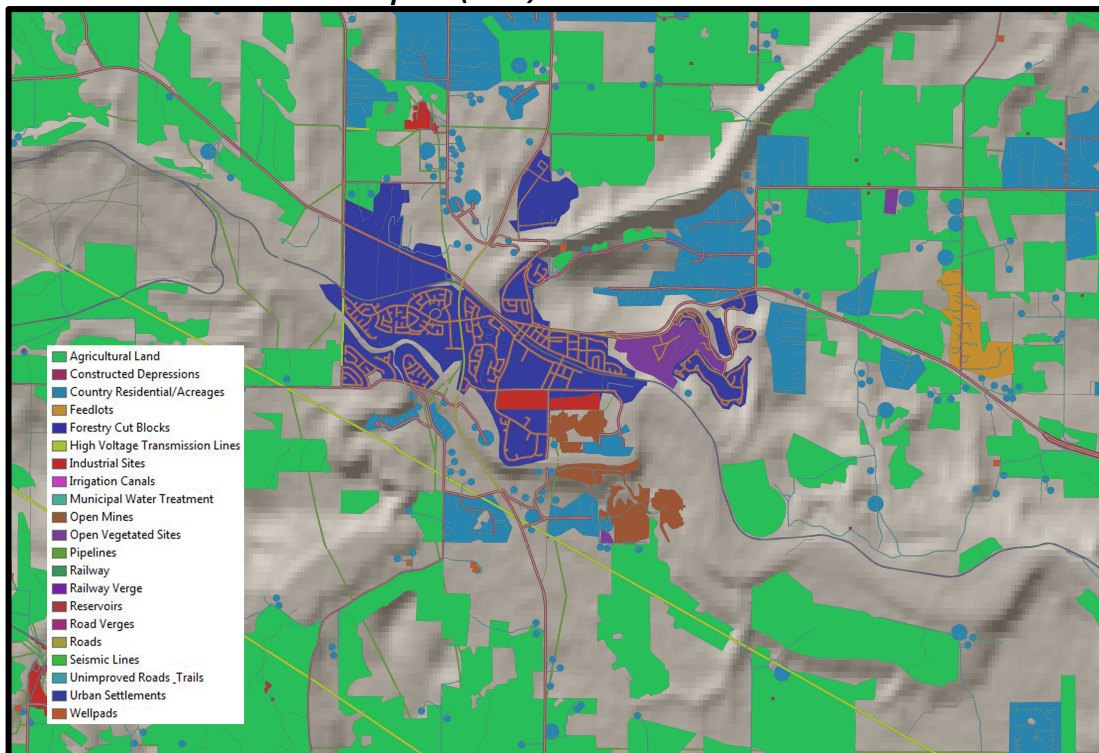 Agricultural Land
Constructed Depressions
Country Residential/Acreages
Feedlots
Forestry Cut Blocks
High Voltage Transmission Lines
Industrial Sites
Irrigation Canals
Municipal Water Treatment
Open Mines
Open Vegetated Sites
Pipelines
Railway
Railway Verge
Reservoirs
Road Verges
Roads
Seismic Lines
Unimproved Roads _Trails
Urban Settlements
Wellpads